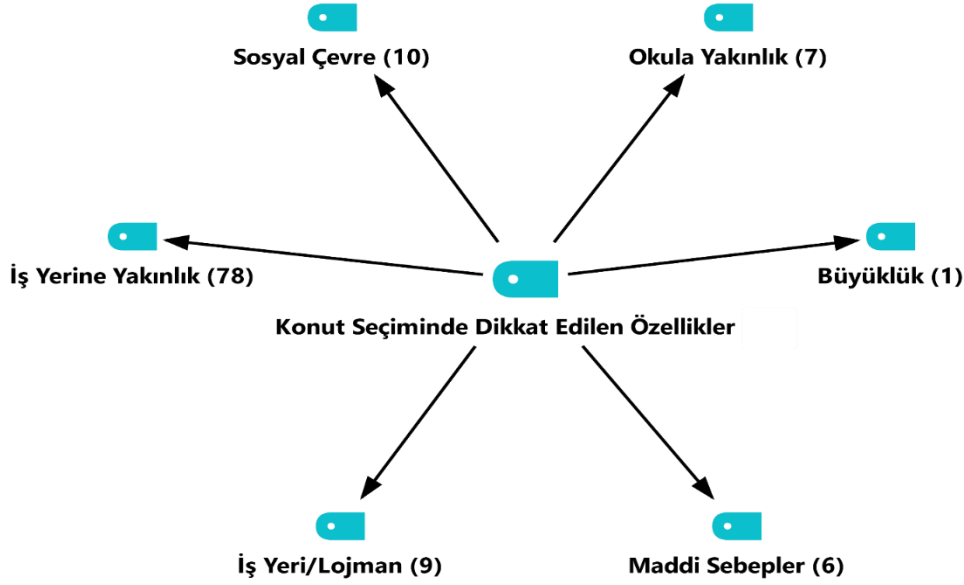 Sosyal Çevre (10)
Okula Yakınlık (7)
İş Yerine Yakınlık (78)
Büyüklük (1)
Konut Seçiminde Dikkat Edilen Özellikler
İş Yeri/Lojman (9)
Maddi Sebepler (6)